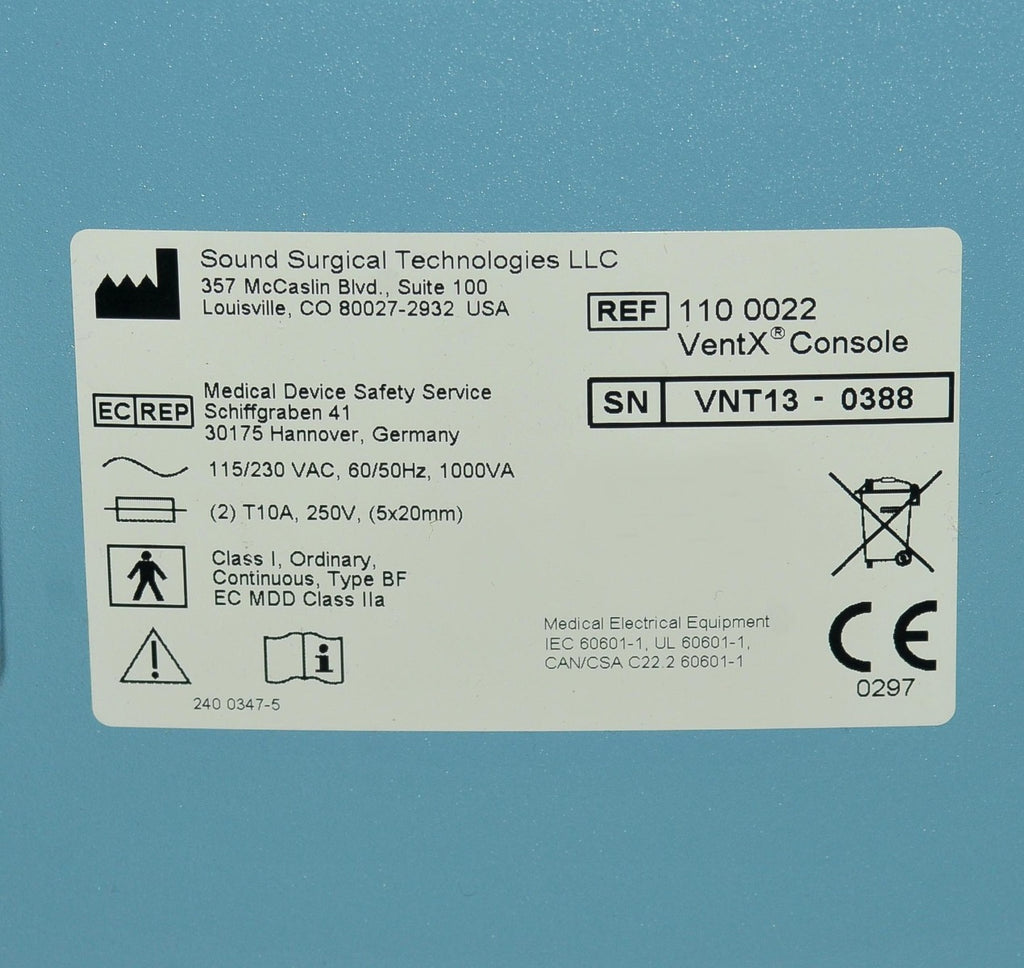 Sound Surgical Technologies LLC
357 McCaslin Blvd., Suite 100
Louisville, CO 80027-2932 USA
REF 110 0022
VentX® Console
SN VNT13 - 0388
EC REP Medical Device Safety Service
Schiffgraben 41
30175 Hannover, Germany
115/230 VAC, 60/50Hz, 1000VA
(2) T10A, 250V, (5x20mm)
Class I, Ordinary,
Continuous, Type BF
EC MDD Class IIa
i
240 0347-5
Medical Electrical Equipment
IEC 60601-1, UL 60601-1,
CAN/CSA C22.2 60601-1
CE
0297